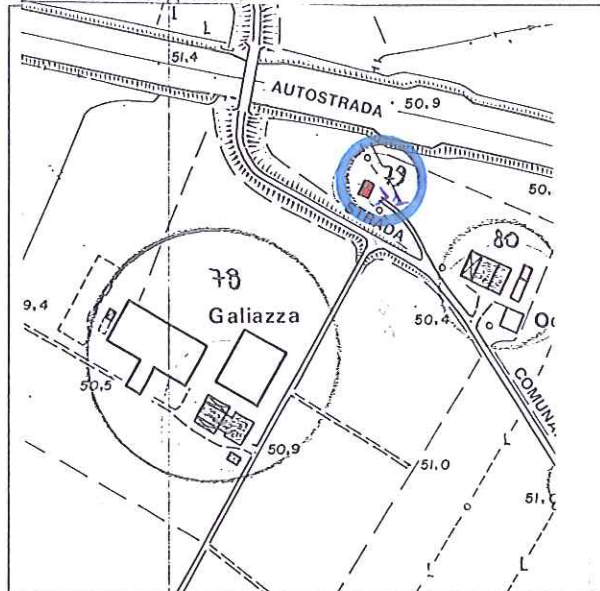 L
L
51,4
AUTOSTRADA
50.9
79
50,
STRADA
80
78
Galiazza
9,4
50,4
50,5
COMUNA
50,9
51,0
L
51,
L
L
L